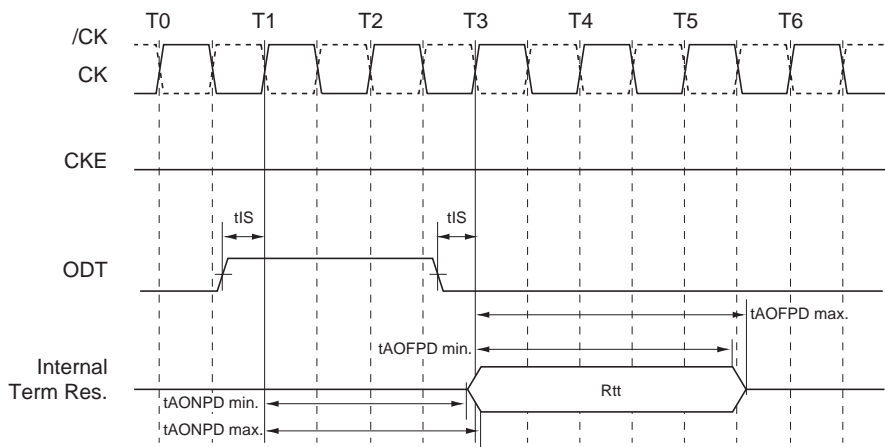 T0 T1 T2 T3 T4 T5 T6
/CK
CK
CKE
tIS tIS
ODT
tAOFPD max.
tAOFPD min.
Internal
Term Res.
Rtt
tAONPD min.
tAONPD max.